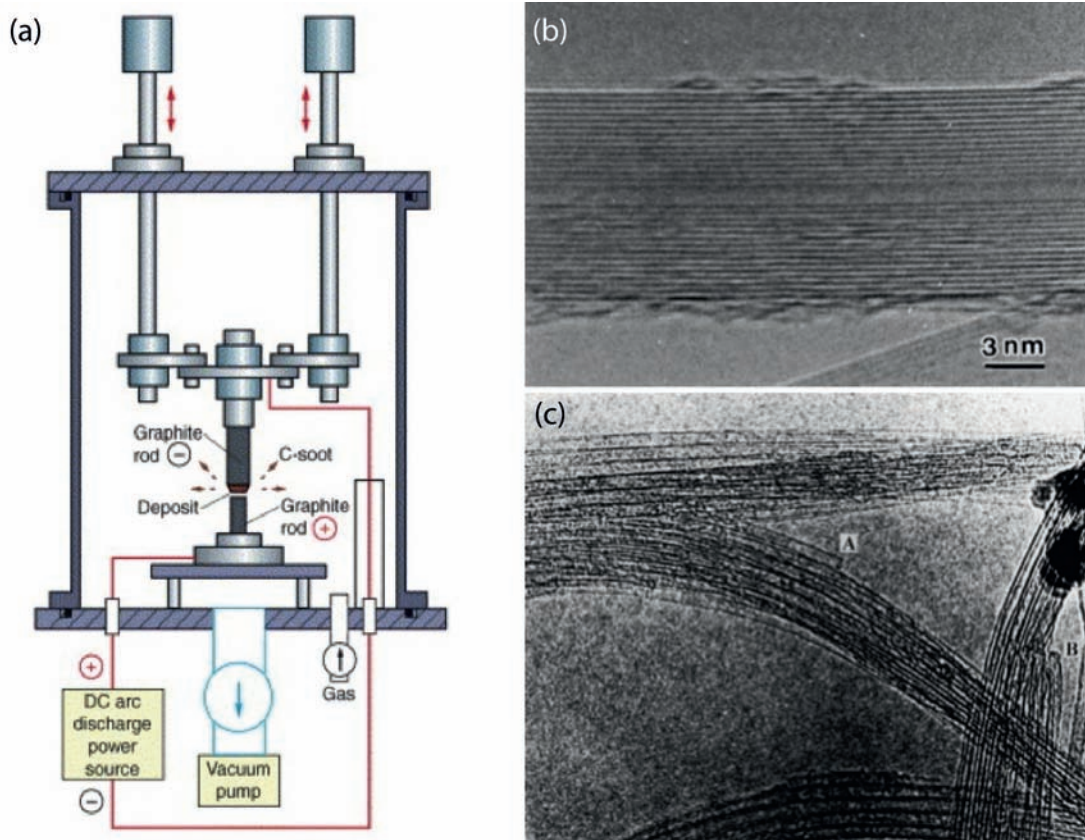 (a)
Graphite
rod ⊖
C-soot
Deposit
Graphite
rod ⊕
⊕
DC arc
discharge
power
source
⊖
Vacuum
pump
Gas
(b)
3 nm
(c)
A
B